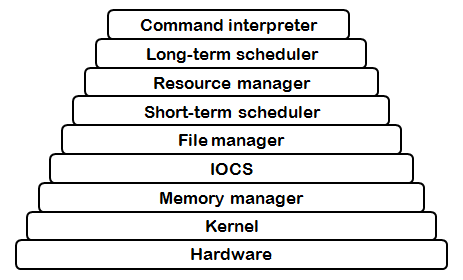 Command interpreter
Long-term scheduler
Resource manager
Short-term scheduler
File manager
IOCS
Memory manager
Kernel
Hardware